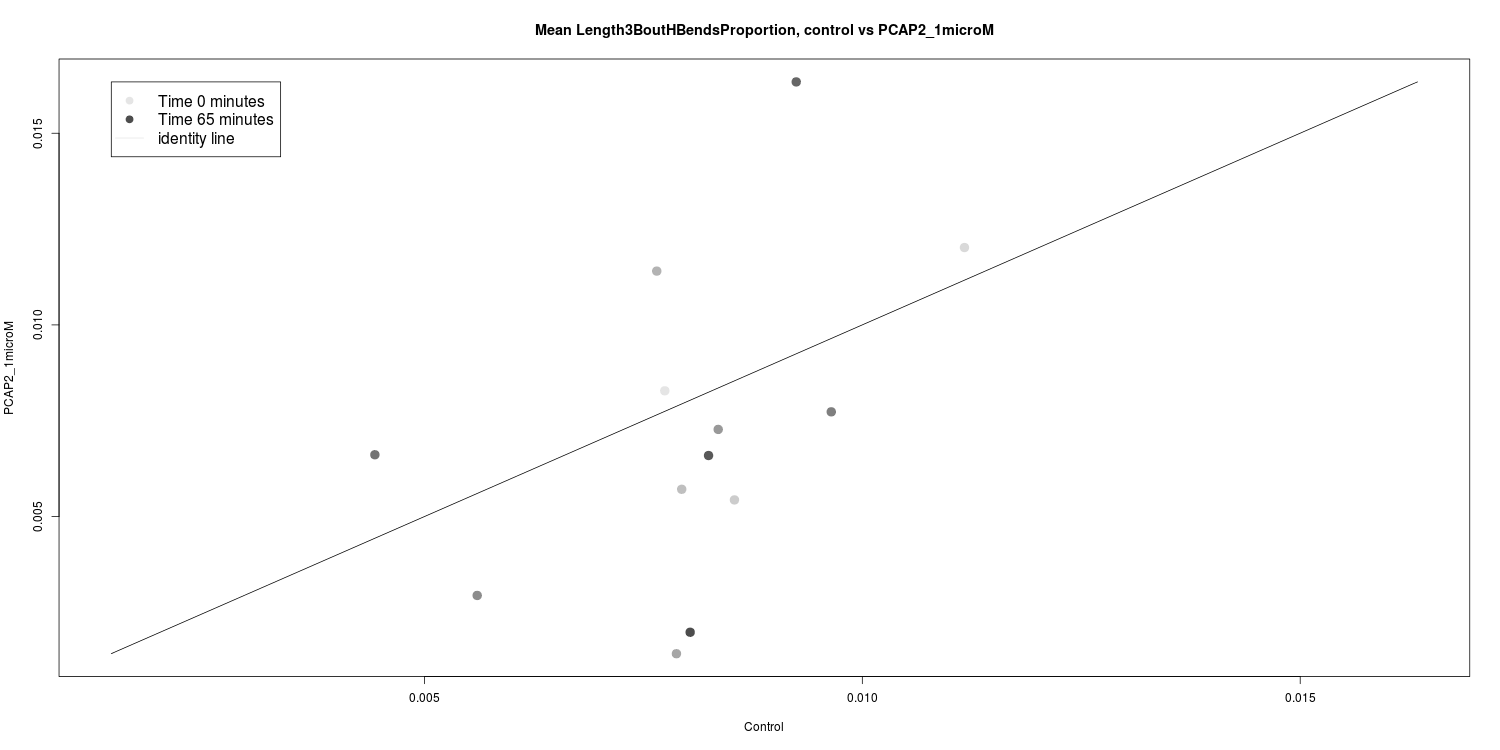 Mean Length3BoutHBendsProportion, control vs PCAP2_1microM
Time 0 minutes
Time 65 minutes
identity line
0.015
0.010
0.005
PCAP2_1microM
0.005
0.010
0.015
Control